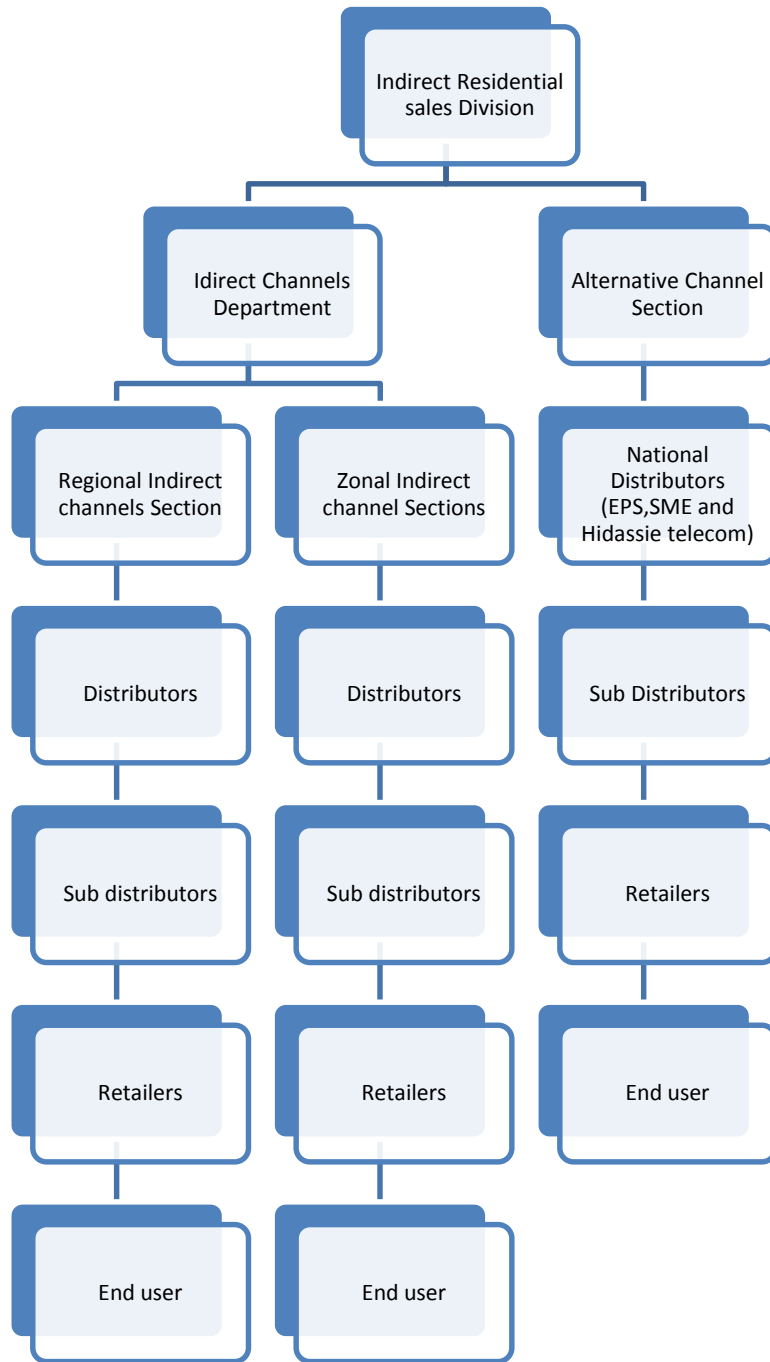 Indirect Residential
sales Division
Idirect Channels
Department
Alternative Channel
Section
Regional Indirect
channels Section
Zonal Indirect
channel Sections
National
Distributors
(EPS,SME and
Hidassie telecom)
Distributors
Distributors
Sub Distributors
Sub distributors
Sub distributors
Retailers
Retailers
Retailers
End user
End user
End user